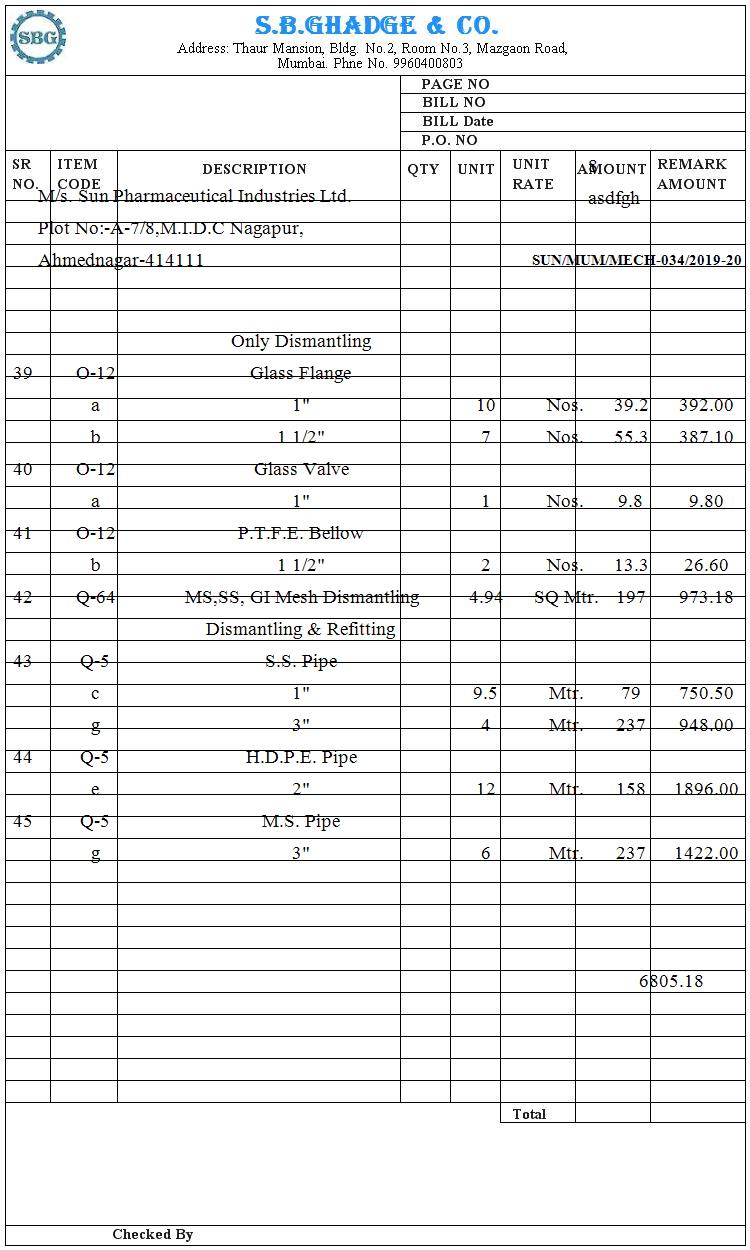 SBG
S.B.GHADGE & CO.
Address: Thaur Mansion, Bldg. No.2, Room No.3, Mazgaon Road,
Mumbai. Phne No. 9960400803
PAGE NO
BILL NO
BILL Date
P.O. NO
SR NO. ITEM CODE DESCRIPTION QTY UNIT UNIT RATE AMOUNT REMARK AMOUNT
8
M/s. Sun Pharmaceutical Industries Ltd. asdfgh
Plot No:-A-7/8,M.I.D.C Nagapur,
Ahmednagar-414111 SUN/MUM/MECH-034/2019-20
Only Dismantling
39 O-12 Glass Flange
a 1" 10 Nos. 39.2 392.00
b 1 1/2" 7 Nos. 55.3 387.10
40 O-12 Glass Valve
a 1" 1 Nos. 9.8 9.80
41 O-12 P.T.F.E. Bellow
b 1 1/2" 2 Nos. 13.3 26.60
42 Q-64 MS,SS, GI Mesh Dismantling 4.94 SQ Mtr. 197 973.18
Dismantling & Refitting
43 Q-5 S.S. Pipe
c 1" 9.5 Mtr. 79 750.50
g 3" 4 Mtr. 237 948.00
44 Q-5 H.D.P.E. Pipe
e 2" 12 Mtr. 158 1896.00
45 Q-5 M.S. Pipe
g 3" 6 Mtr. 237 1422.00
6805.18
Total
Checked By